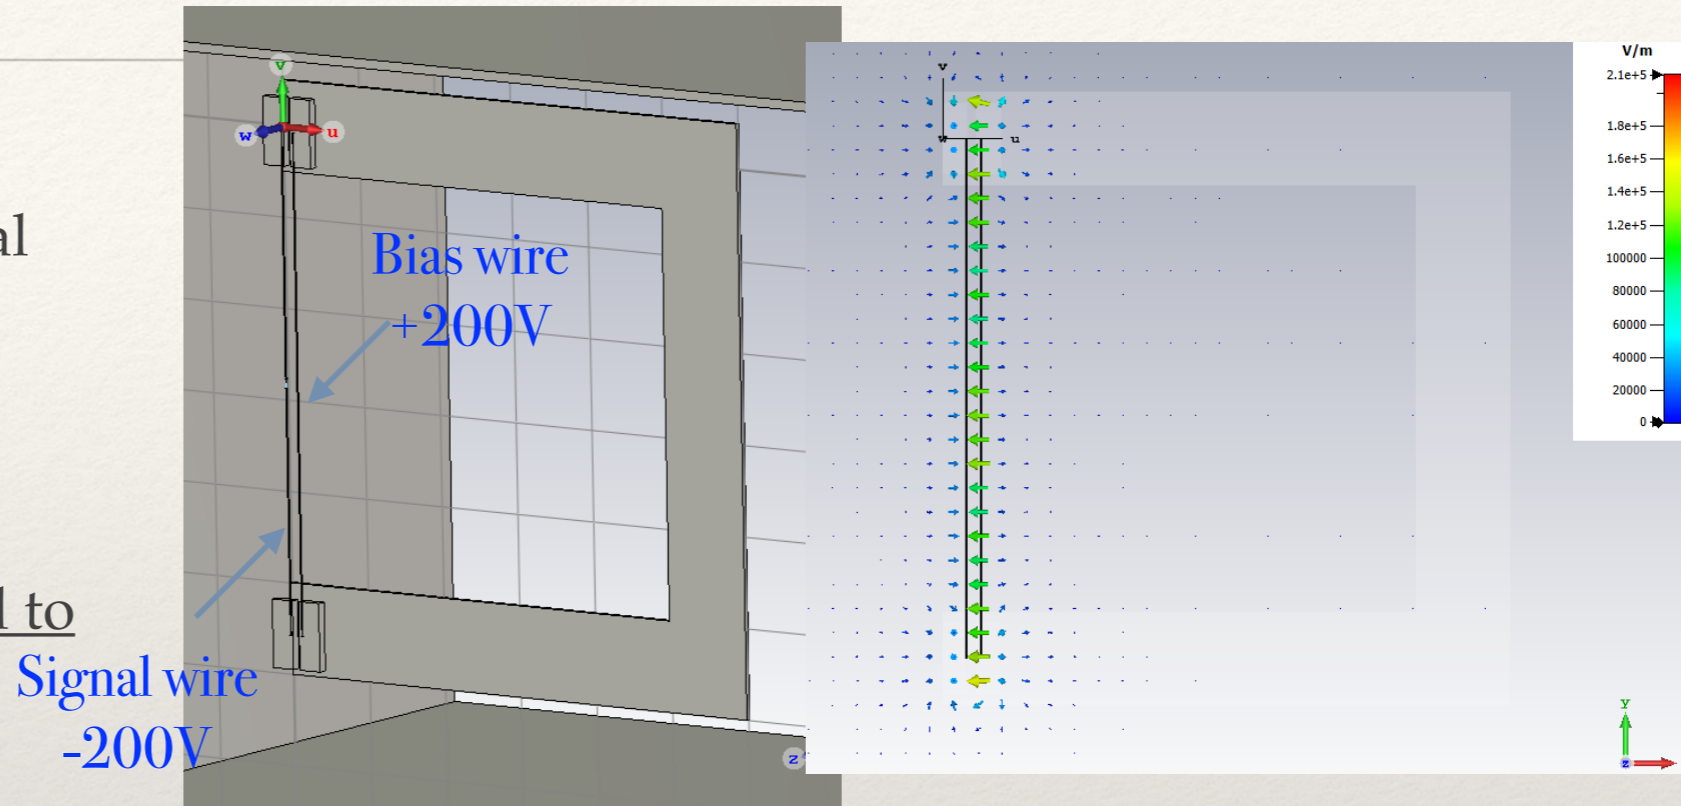 al
l to
Bias wire
+200V
Signal wire
-200V
v
w
u
z
v
w
u
V/m
2.1e+5
1.8e+5
1.6e+5
1.4e+5
1.2e+5
100000
80000
60000
40000
20000
0
Y
z